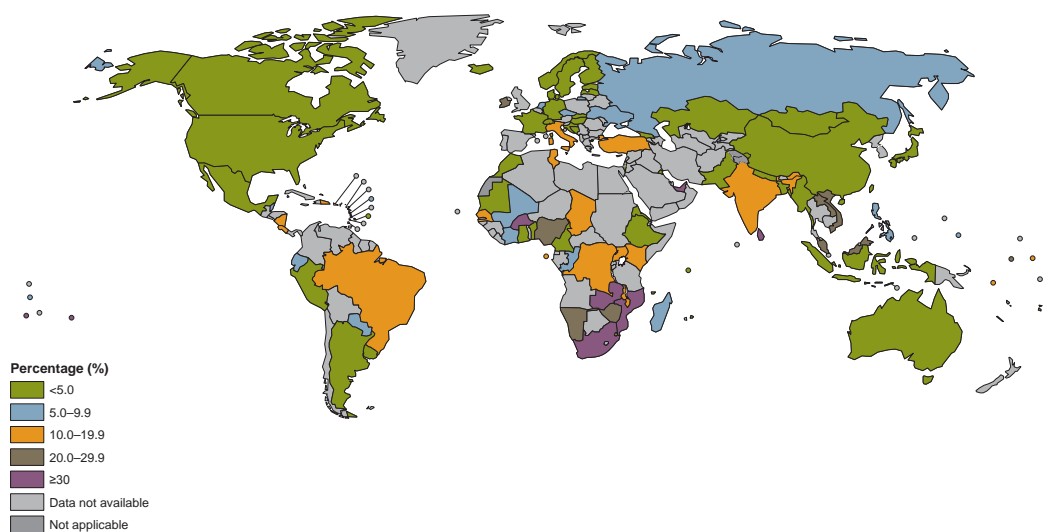 Percentage (%)
<5.0
5.0–9.9
10.0–19.9
20.0–29.9
≥30
Data not available
Not applicable